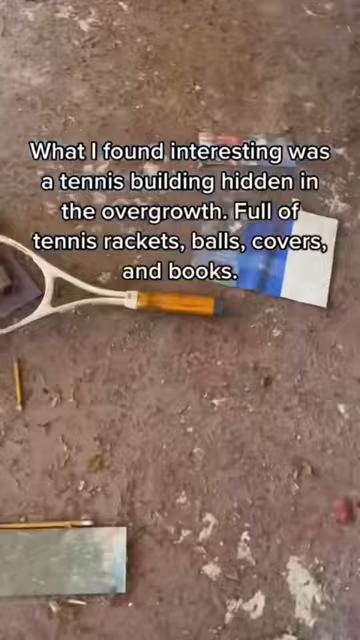 What I found interesting was
a tennis building hidden in
the overgrowth. Full of
tennis rackets, balls, covers,
and books.